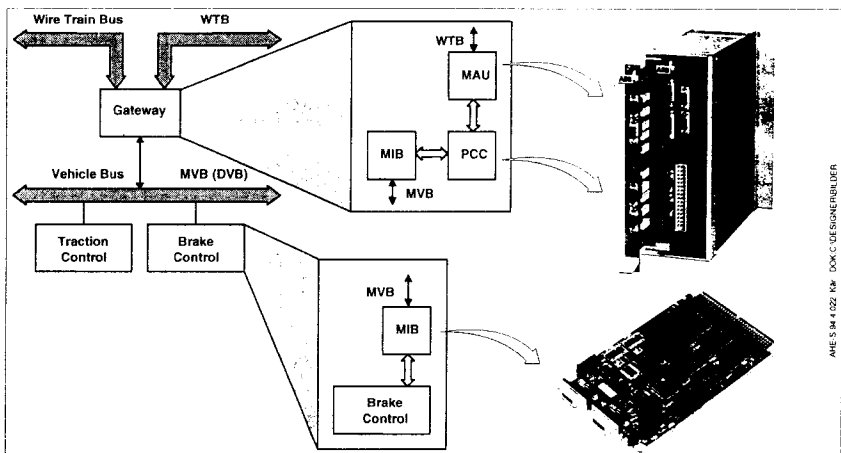 Wire Train Bus
WTB
Gateway
Vehicle Bus
MVB (DVB)
Traction
Control
Brake
Control
WTB
MAU
MIB
PCC
MVB
MVB
MIB
Brake
Control